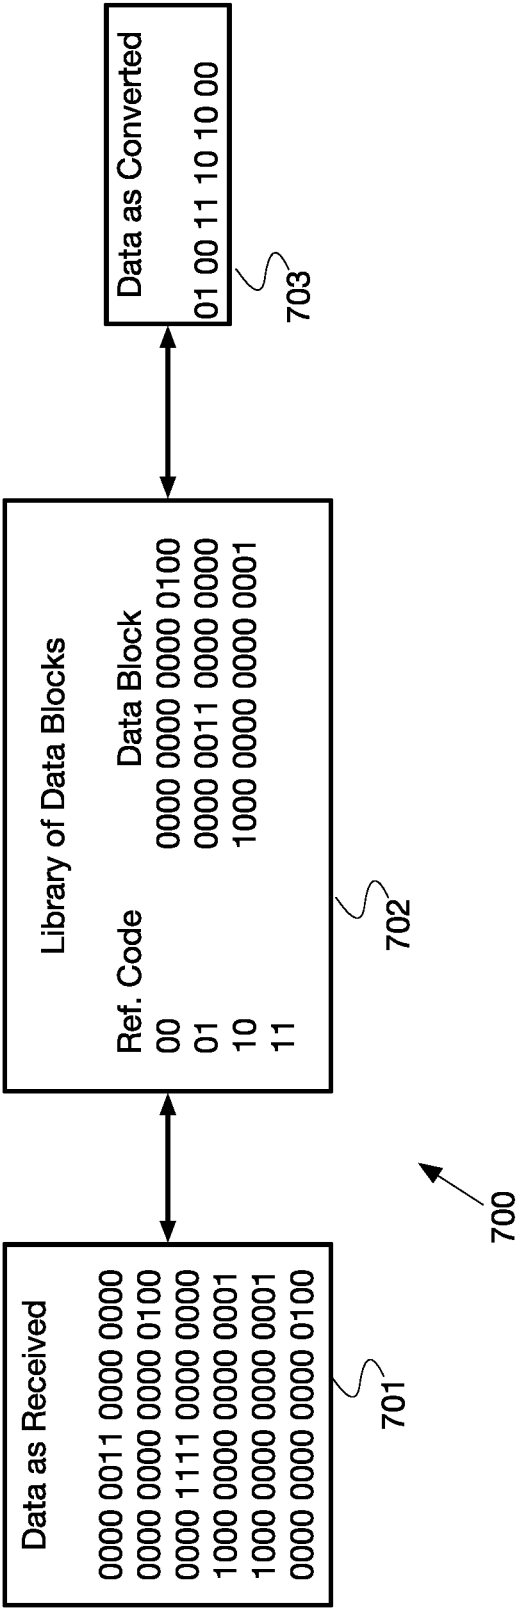 Data as Received
0000 0011 0000 0000
0000 0000 0000 0100
0000 1111 0000 0000
1000 0000 0000 0001
1000 0000 0000 0001
0000 0000 0000 0100
701
Library of Data Blocks
Ref. Code Data Block
00 0000 0000 0000 0100
01 0000 0011 0000 0000
10 1000 0000 0000 0001
11
702
Data as Converted
01 00 11 10 10 00
703
700